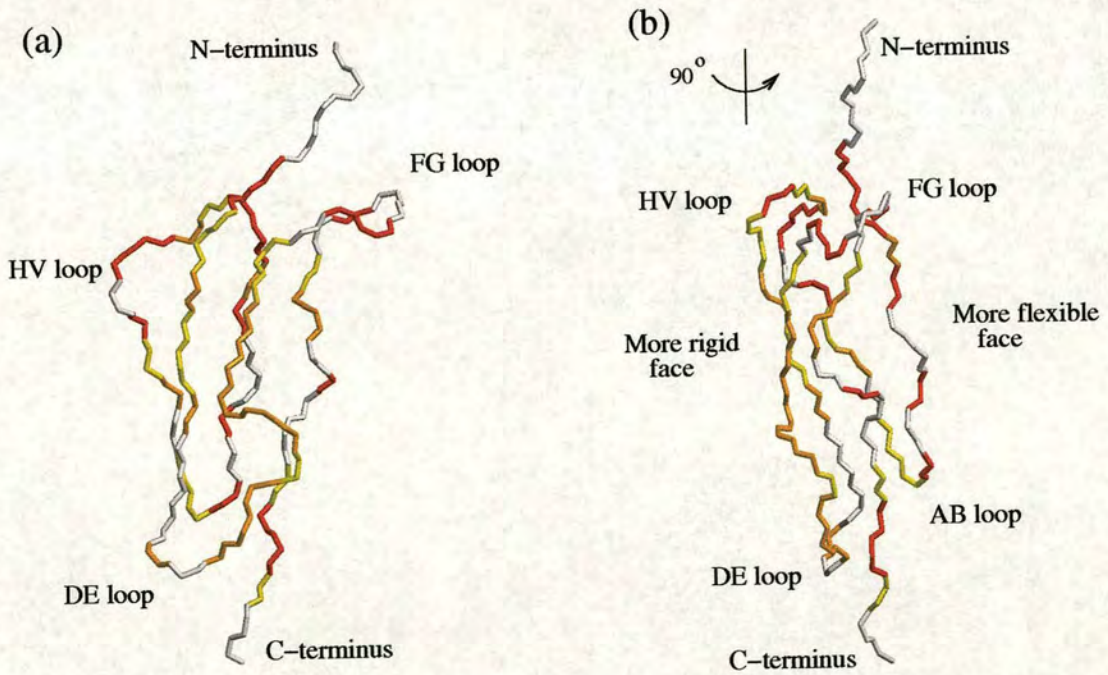 (a)
N−terminus
FG loop
HV loop
DE loop
C−terminus
(b)
90°
N−terminus
HV loop
FG loop
More rigid
face
More flexible
face
AB loop
DE loop
C−terminus